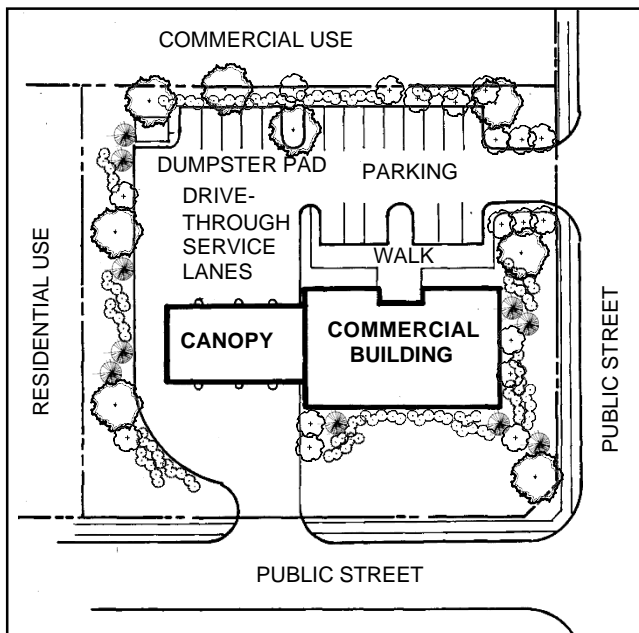 COMMERCIAL USE
DUMPSTER PAD
PARKING
DRIVE-
THROUGH
SERVICE
LANES
WALK
RESIDENTIAL USE
CANOPY
COMMERCIAL
BUILDING
PUBLIC STREET
PUBLIC STREET